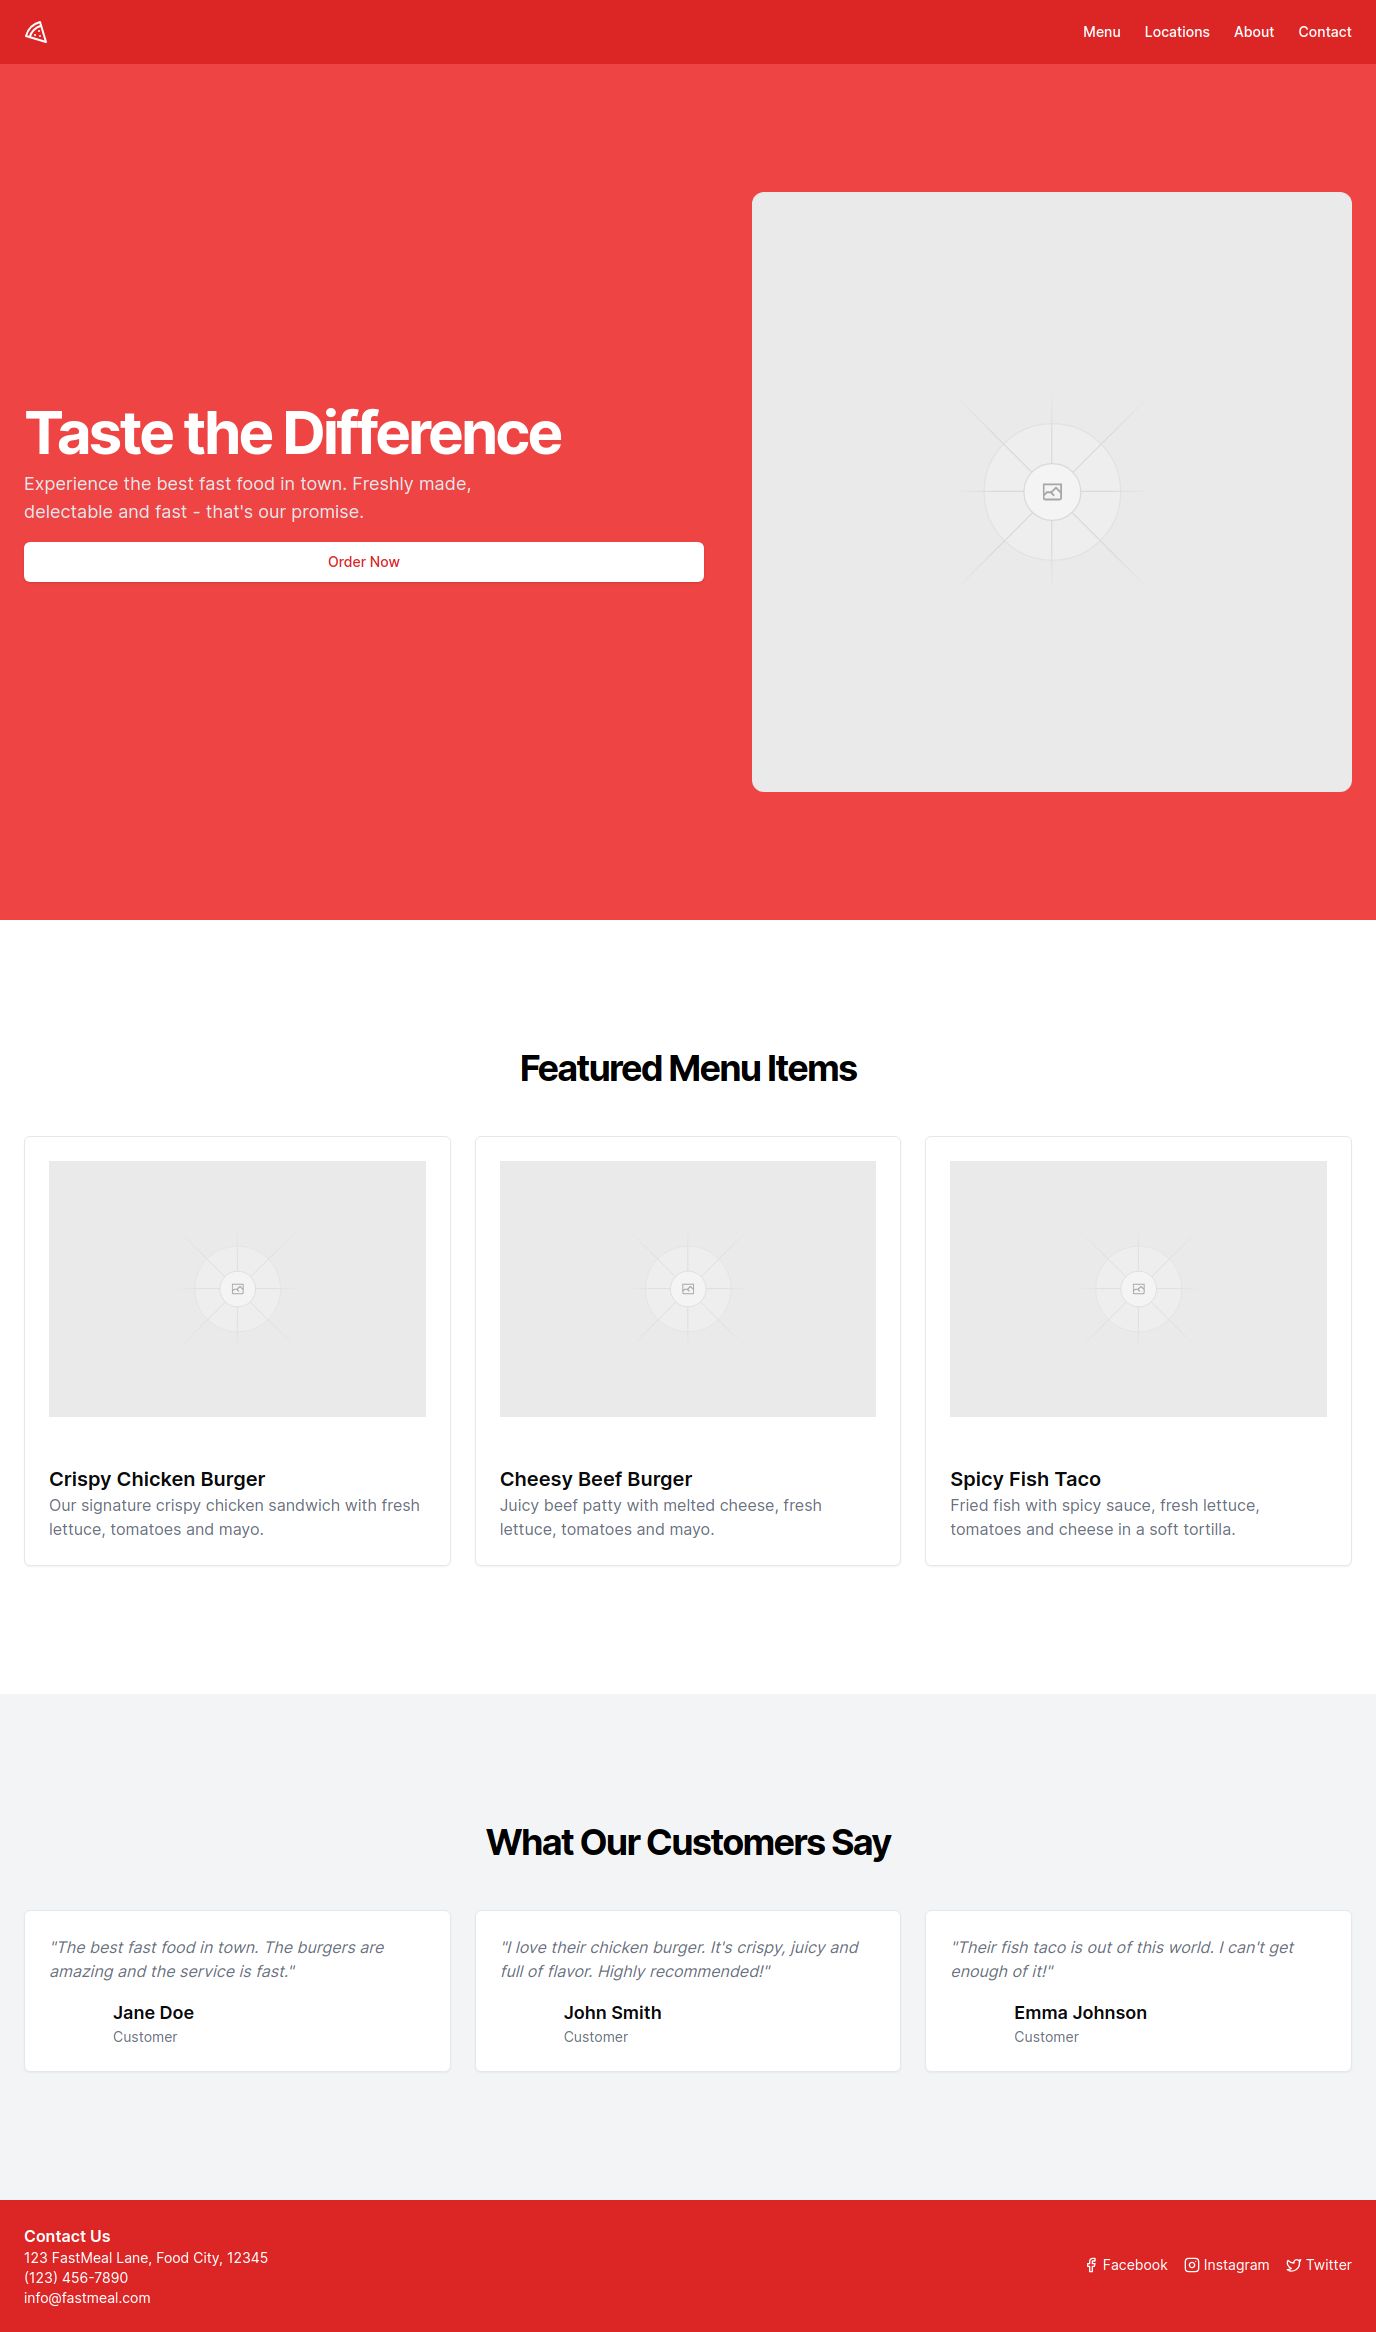 Menu
Locations
About
Contact
Taste the Difference
Experience the best fast food in town. Freshly made,
delectable and fast - that's our promise.
Order Now
Featured Menu Items
Crispy Chicken Burger
Our signature crispy chicken sandwich with fresh
lettuce, tomatoes and mayo.
Cheesy Beef Burger
Juicy beef patty with melted cheese, fresh
lettuce, tomatoes and mayo.
Spicy Fish Taco
Fried fish with spicy sauce, fresh lettuce,
tomatoes and cheese in a soft tortilla.
What Our Customers Say
"The best fast food in town. The burgers are
amazing and the service is fast."
Jane Doe
Customer
"I love their chicken burger. It's crispy, juicy and
full of flavor. Highly recommended!"
John Smith
Customer
"Their fish taco is out of this world. I can't get
enough of it!"
Emma Johnson
Customer
Contact Us
123 FastMeal Lane, Food City, 12345
(123) 456-7890
info@fastmeal.com
Facebook
Instagram
Twitter